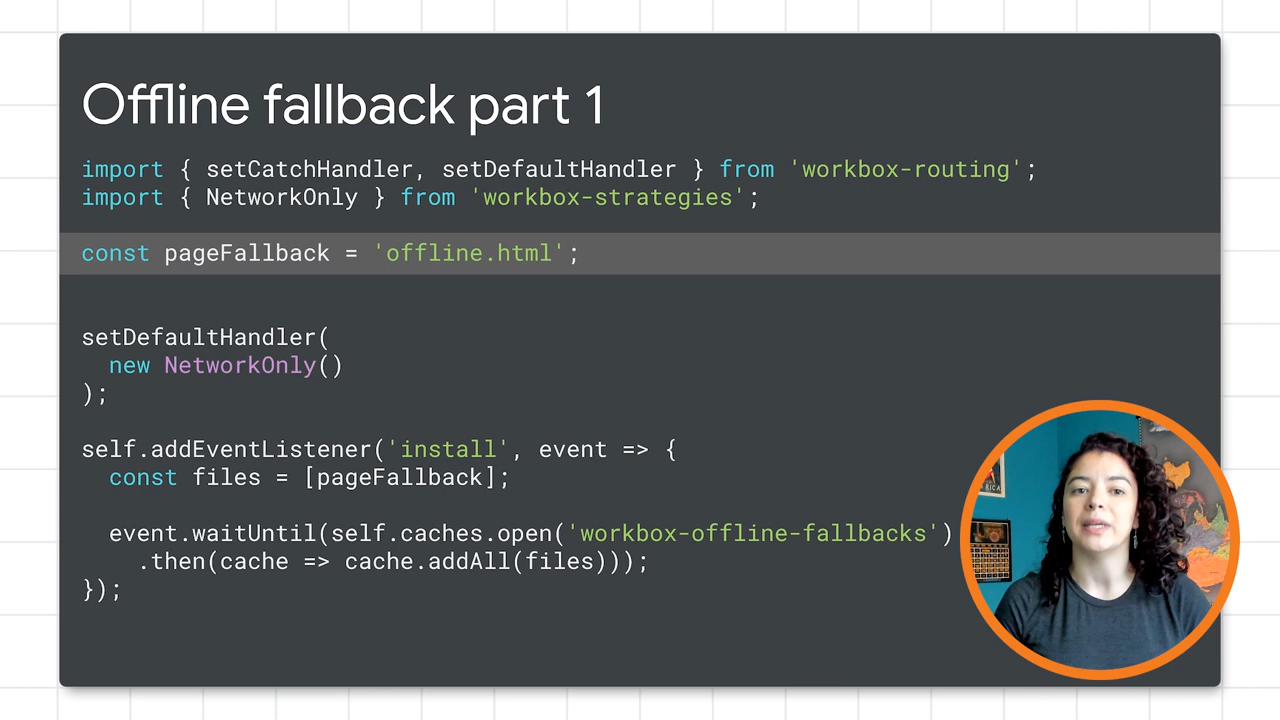 Offline fallback part 1
import { setCatchHandler, setDefaultHandler } from 'workbox-routing';
import { NetworkOnly } from 'workbox-strategies';
const pageFallback = 'offline.html';
setDefaultHandler(
  new NetworkOnly()
);
self.addEventListener('install', event => {
  const files = [pageFallback];
  event.waitUntil(self.caches.open('workbox-offline-fallbacks')
    .then(cache => cache.addAll(files)));
});